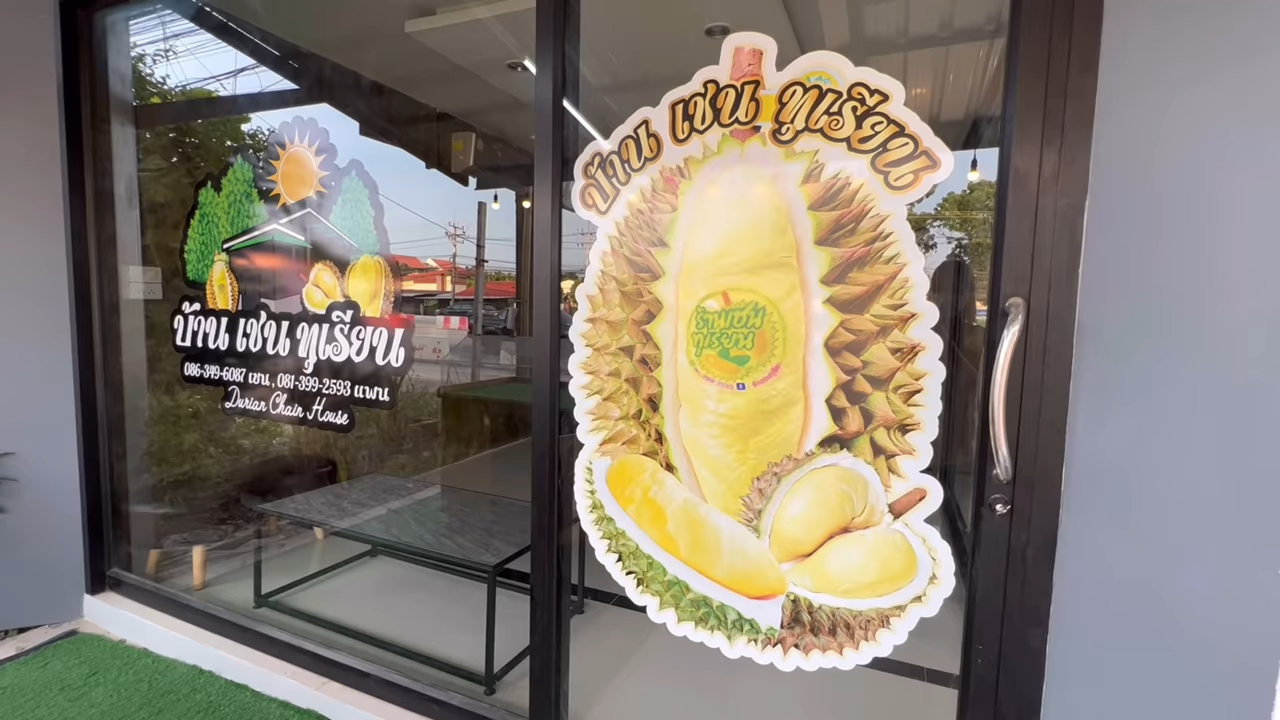 บ้าน เชน ทุเรียน
086-349-6087 เชน , 081-399-2593 แพน
Durian Chain House
บ้าน เชน ทุเรียน
ร้านเชน
ทุเรียน